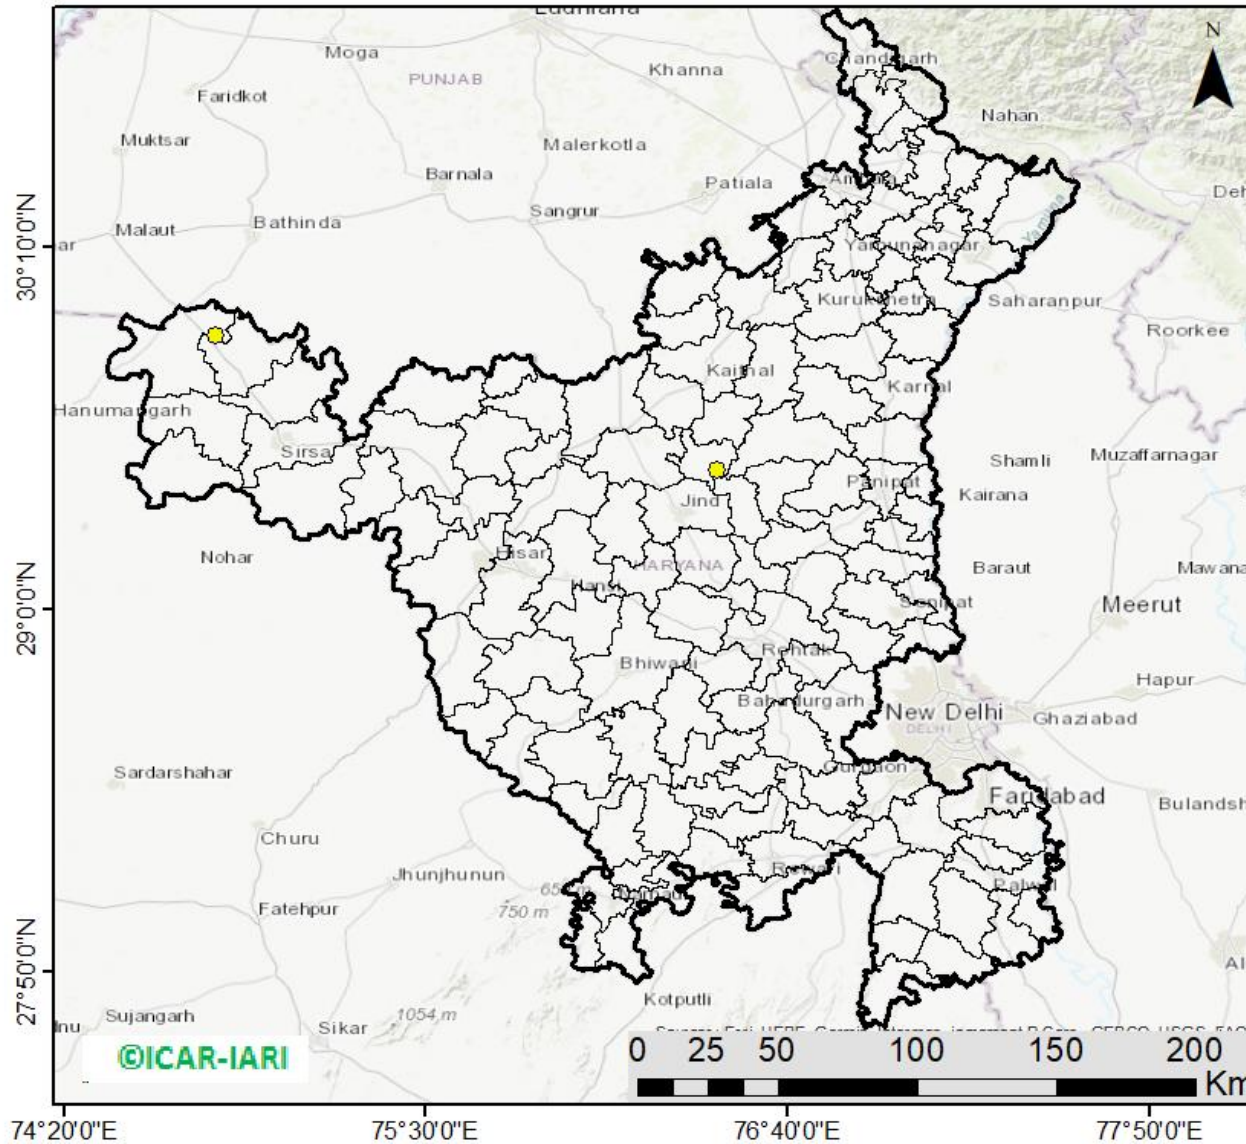 Ludhiana
Moga
PUNJAB
Khanna
Chandigarh
N
Faridkot
Nahan
Muktsar
Malerkotla
Barnala
Patiala
Ambala
Sangrur
Bathinda
Malaut
Yamuna
30°10'0"N
Yamunanagar
Kurukshetra
Saharanpur
Roorkee
Kaithal
Karnal
Hanumangarh
Sirsa
Shamli
Muzaffarnagar
Panipat
Kairana
Jind
Nohar
Hisar
HARYANA
Baraut
Mawana
Hansi
29°0'0"N
Sonipat
Meerut
Rohtak
Bhiwani
Hapur
Bahadurgarh
New Delhi
Ghaziabad
DELHI
Sardarshahar
Gurgaon
Faridabad
Bulandsh
Churu
Jhunjhunun
Rewari
Narnaul
Palwal
Fatehpur
750 m
27°50'0"N
Kotputli
Sujangarh
1054 m
Sikar
©ICAR-IARI
0 25 50 100 150 200
Km
74°20'0"E 75°30'0"E 76°40'0"E 77°50'0"E